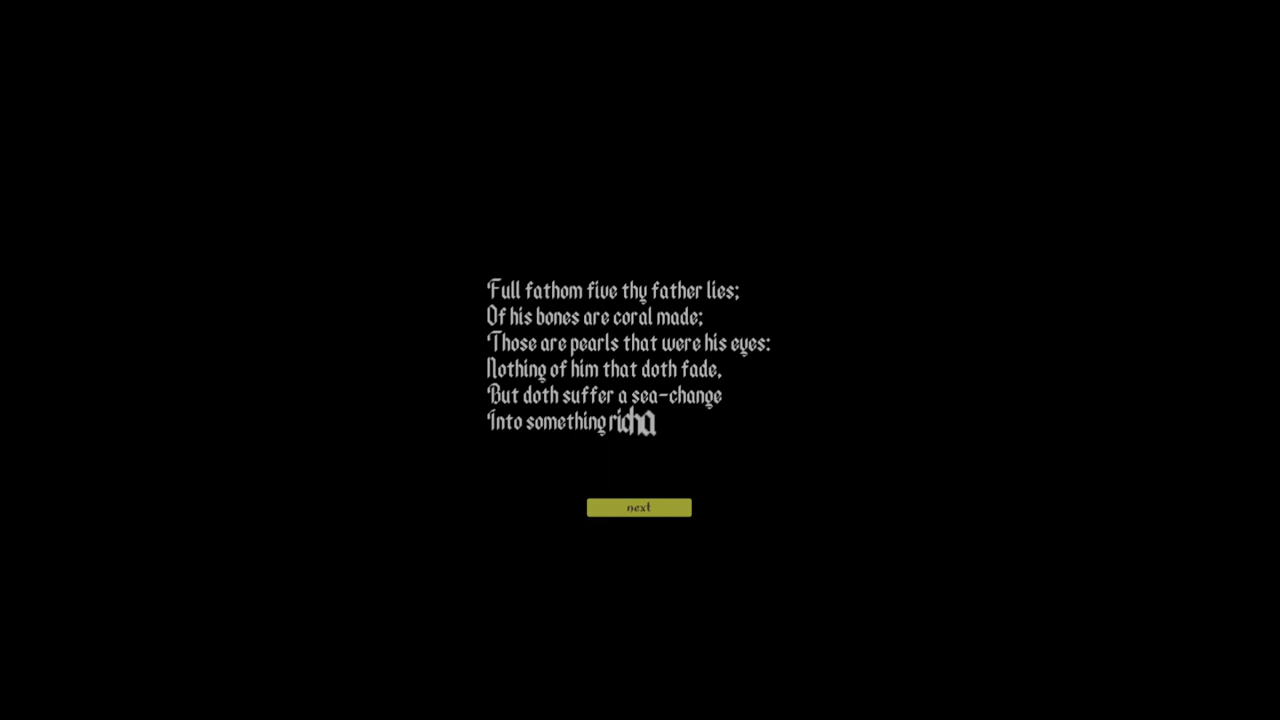 Full fathom five thy father lies;
Of his bones are coral made;
Those are pearls that were his eyes:
Nothing of him that doth fade,
But doth suffer a sea-change
Into something rich a
next